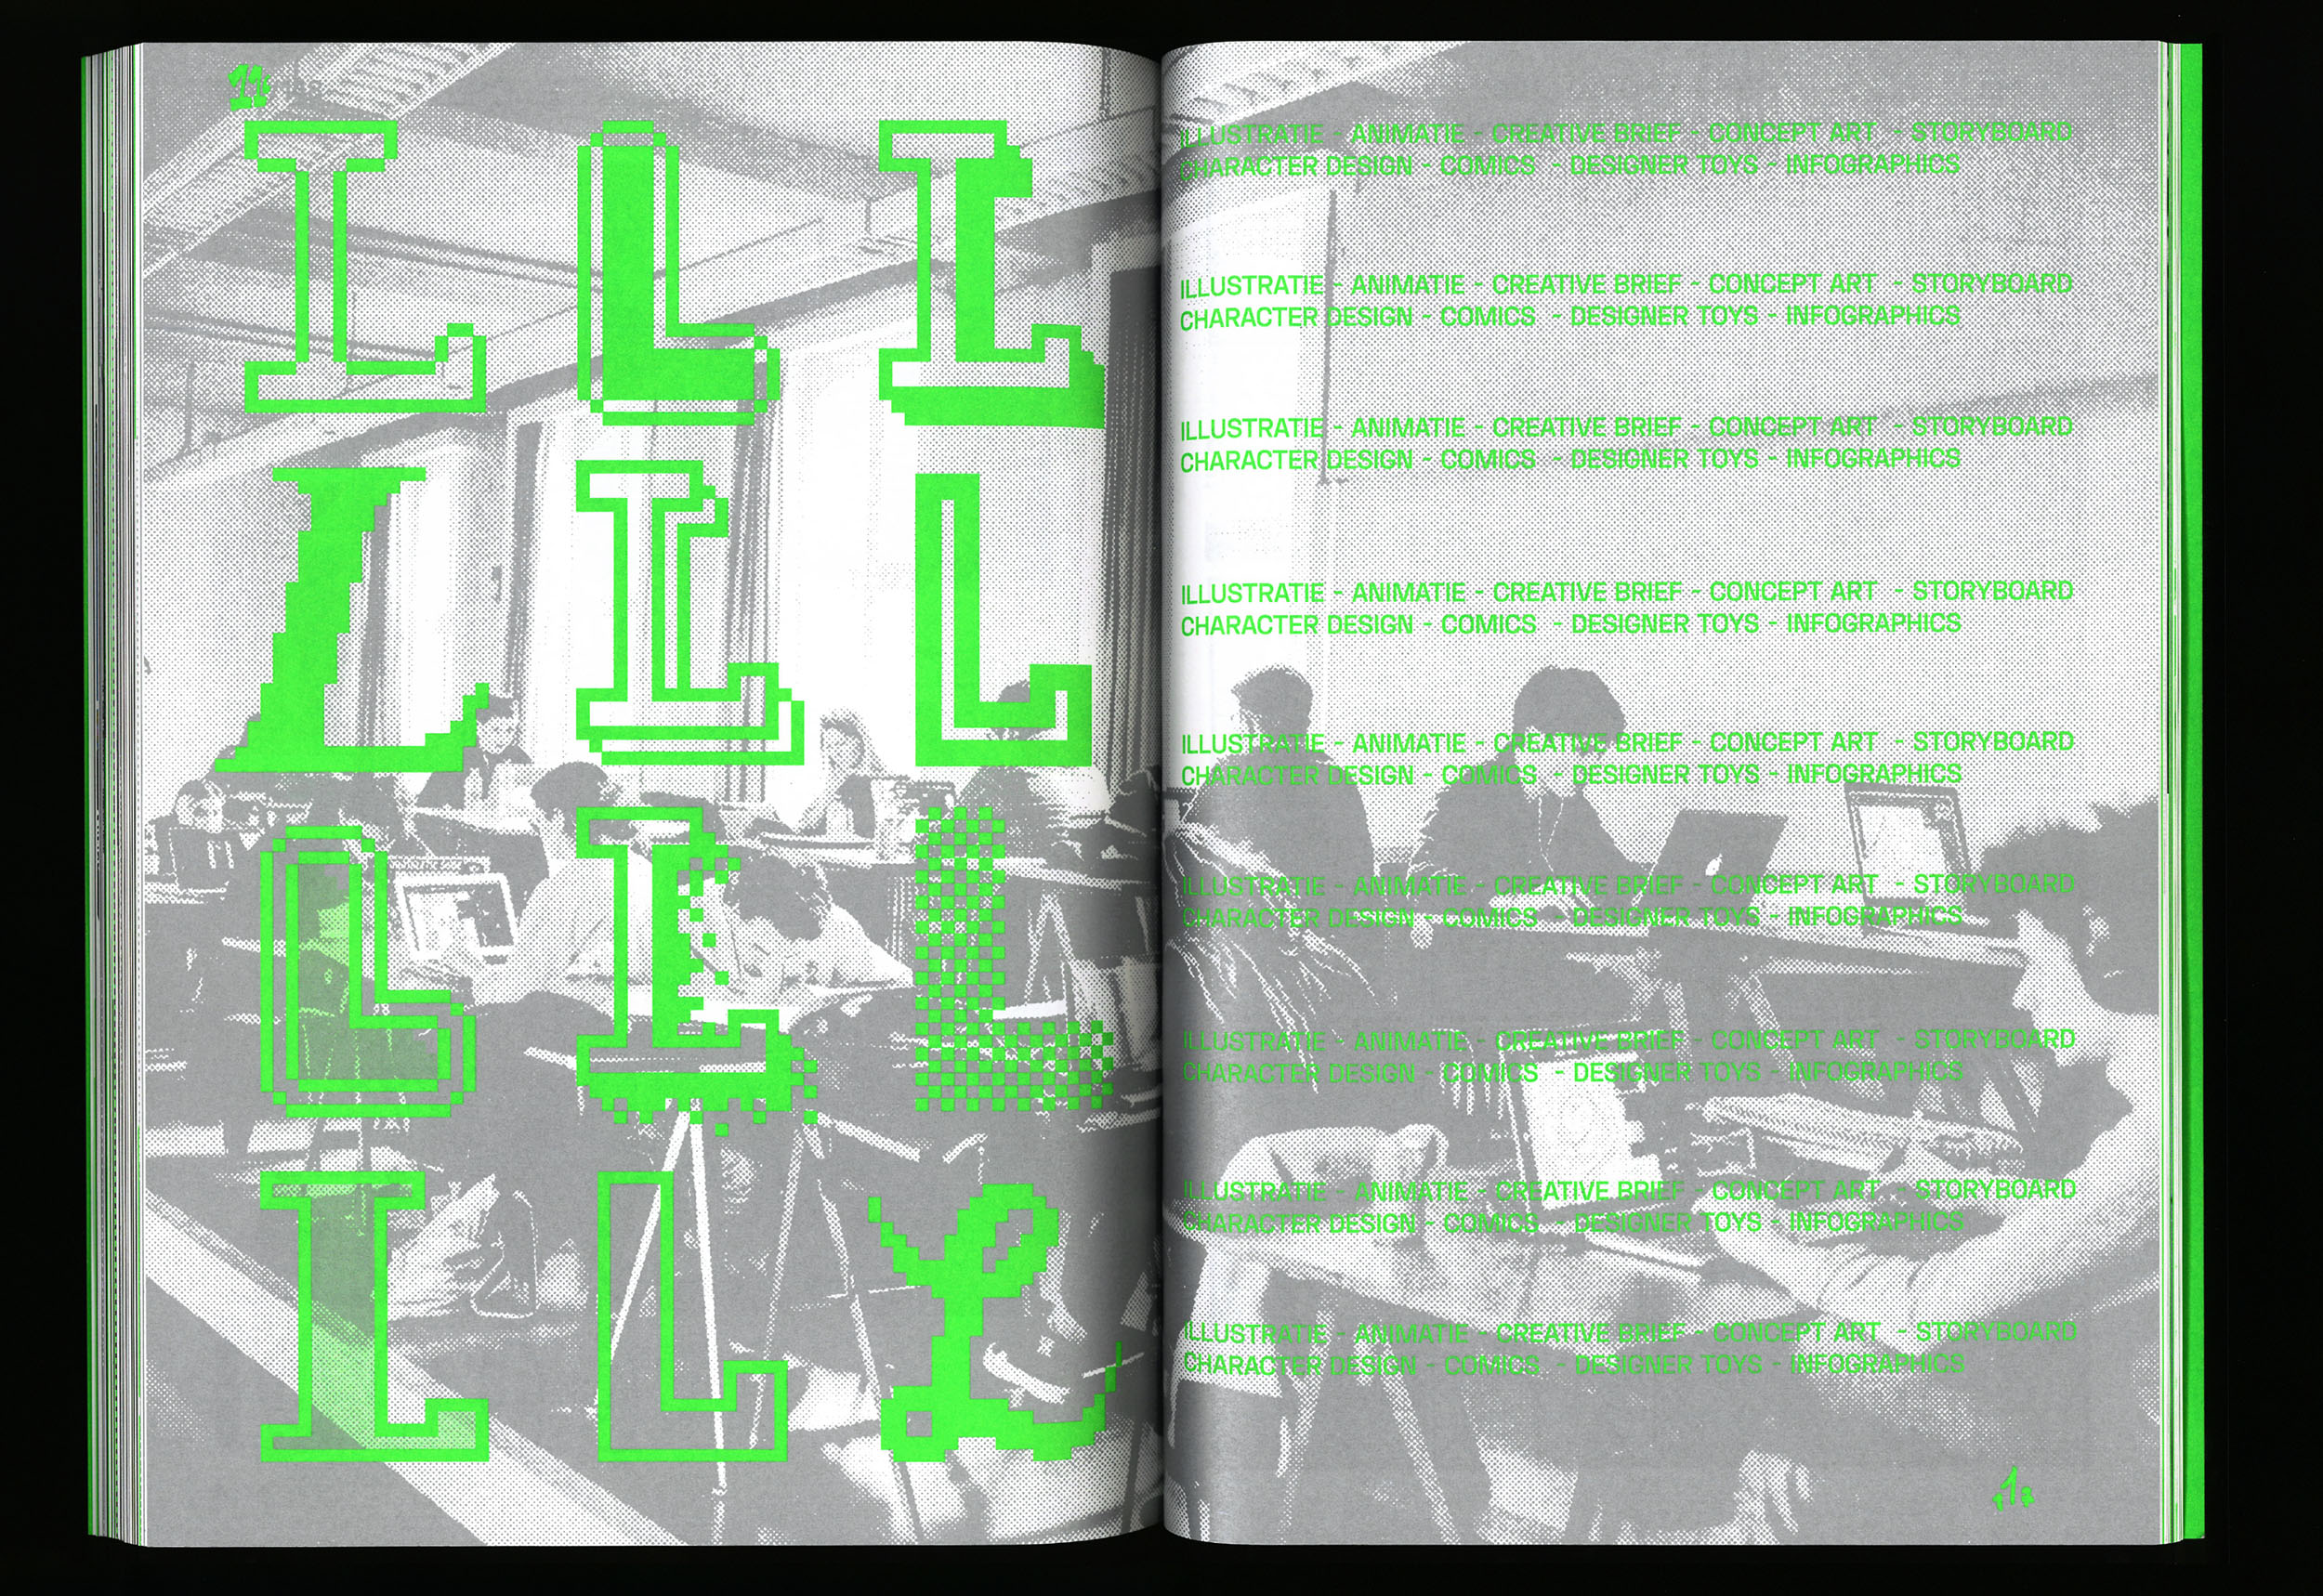 L L L
L L L
L L L
L L L
ILLUSTRATIE - ANIMATIE - CREATIVE BRIEF - CONCEPT ART - STORYBOARD
CHARACTER DESIGN - COMICS - DESIGNER TOYS - INFOGRAPHICS
ILLUSTRATIE - ANIMATIE - CREATIVE BRIEF - CONCEPT ART - STORYBOARD
CHARACTER DESIGN - COMICS - DESIGNER TOYS - INFOGRAPHICS
ILLUSTRATIE - ANIMATIE - CREATIVE BRIEF - CONCEPT ART - STORYBOARD
CHARACTER DESIGN - COMICS - DESIGNER TOYS - INFOGRAPHICS
ILLUSTRATIE - ANIMATIE - CREATIVE BRIEF - CONCEPT ART - STORYBOARD
CHARACTER DESIGN - COMICS - DESIGNER TOYS - INFOGRAPHICS
ILLUSTRATIE - ANIMATIE - CREATIVE BRIEF - CONCEPT ART - STORYBOARD
CHARACTER DESIGN - COMICS - DESIGNER TOYS - INFOGRAPHICS
ILLUSTRATIE - ANIMATIE - CREATIVE BRIEF - CONCEPT ART - STORYBOARD
CHARACTER DESIGN - COMICS - DESIGNER TOYS - INFOGRAPHICS
ILLUSTRATIE - ANIMATIE - CREATIVE BRIEF - CONCEPT ART - STORYBOARD
CHARACTER DESIGN - COMICS - DESIGNER TOYS - INFOGRAPHICS
ILLUSTRATIE - ANIMATIE - CREATIVE BRIEF - CONCEPT ART - STORYBOARD
CHARACTER DESIGN - COMICS - DESIGNER TOYS - INFOGRAPHICS
ILLUSTRATIE - ANIMATIE - CREATIVE BRIEF - CONCEPT ART - STORYBOARD
CHARACTER DESIGN - COMICS - DESIGNER TOYS - INFOGRAPHICS